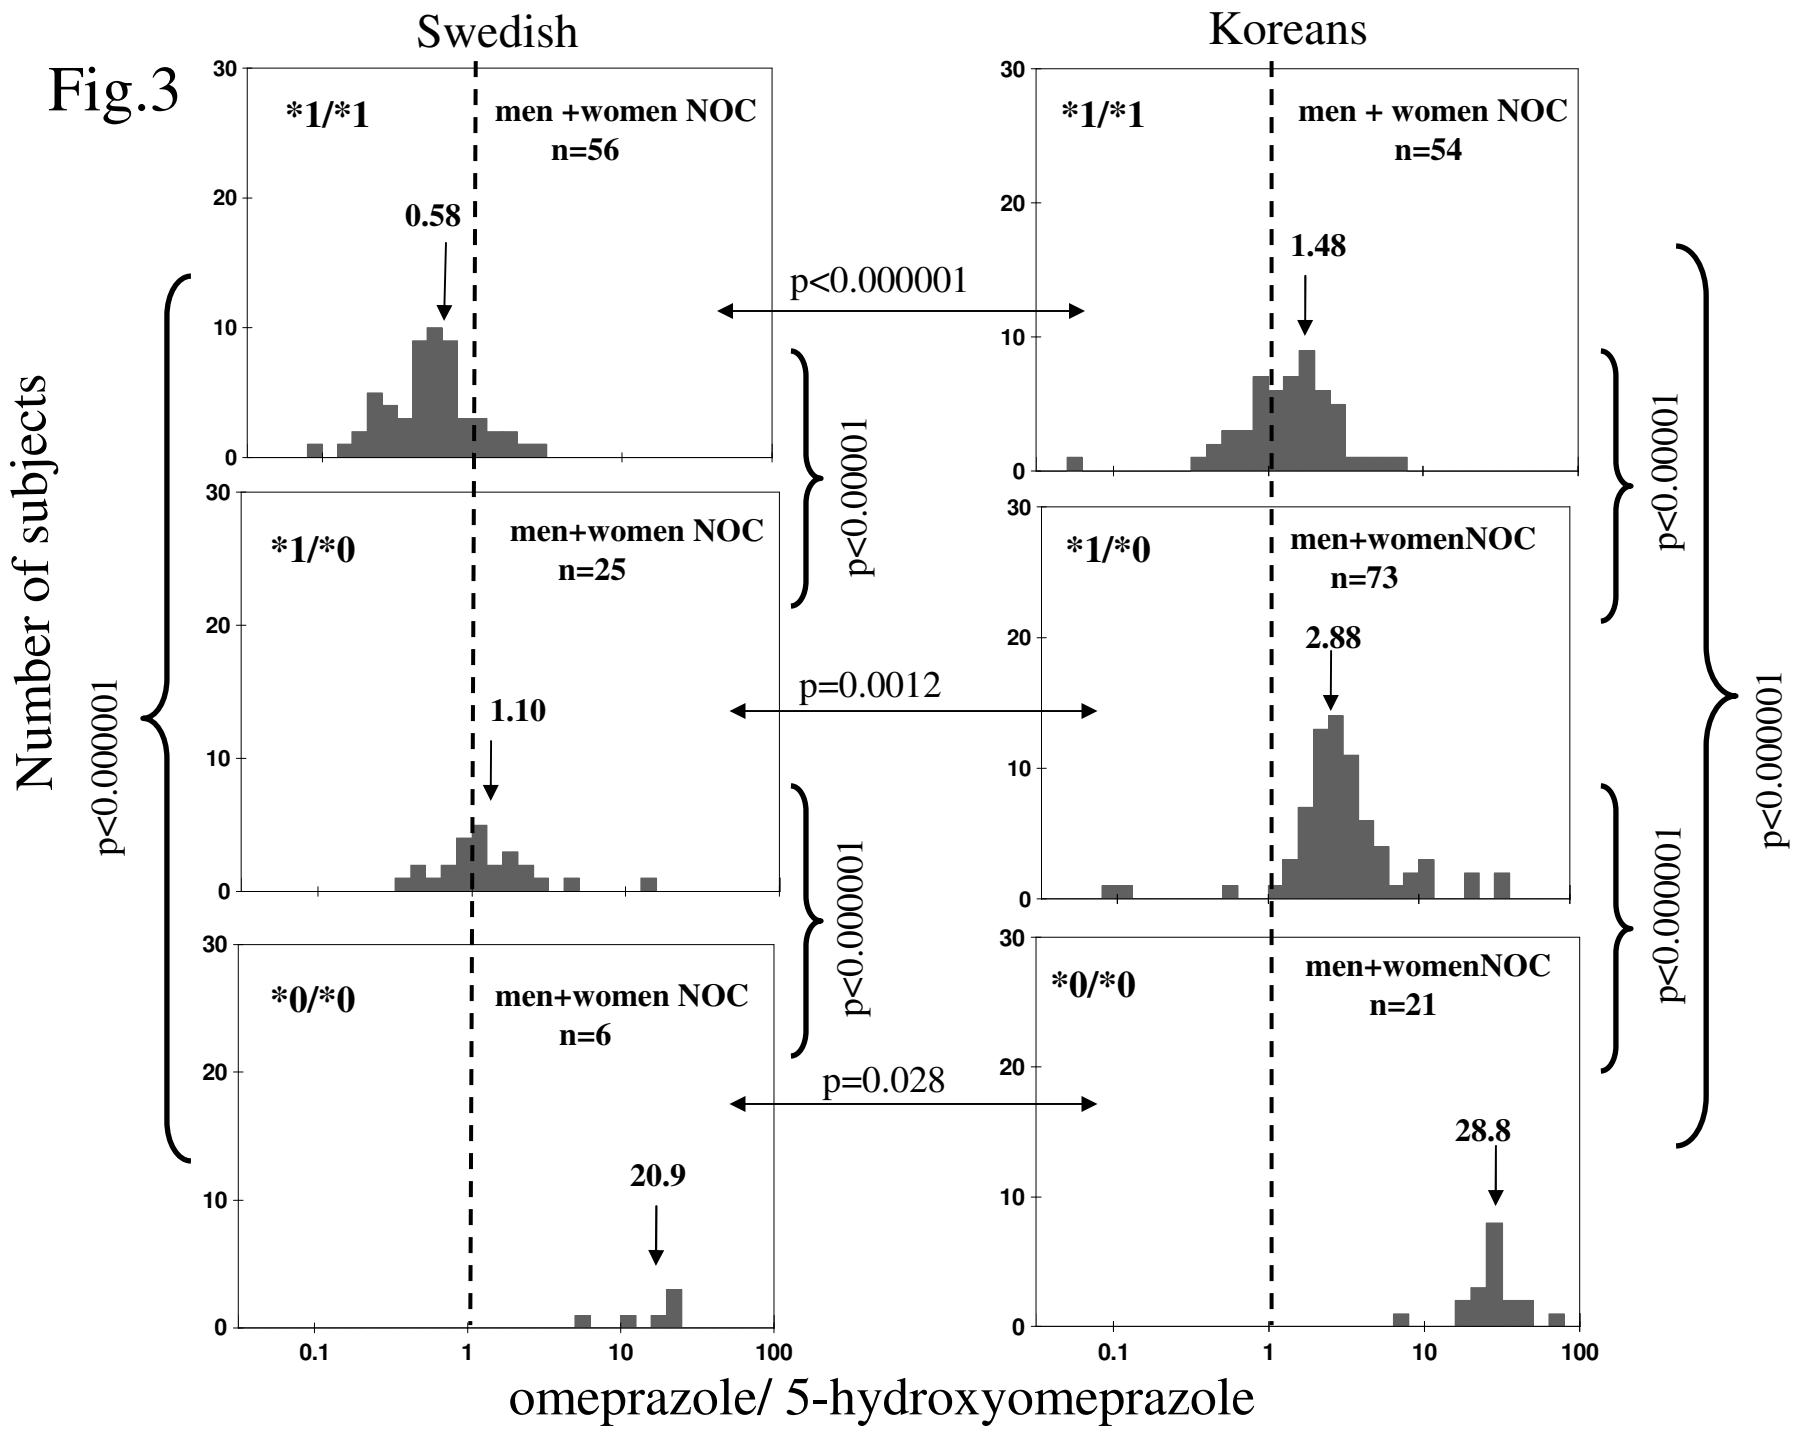 Swedish
Koreans
Fig.3
30
*1/*1
men +women NOC
n=56
20
0.58
10
0
30
*1/*1
men + women NOC
n=54
20
1.48
10
0
p<0.000001
Number of subjects
p<0.000001
p<0.00001
p<0.00001
p<0.000001
30
*1/*0
men+women NOC
n=25
20
1.10
10
0
30
*1/*0
men+womenNOC
n=73
20
2.88
10
0
p=0.0012
p<0.000001
p<0.000001
30
*0/*0
men+women NOC
n=6
20
20.9
10
0
0.1
1
10
100
30
*0/*0
men+womenNOC
n=21
20
28.8
10
0
0.1
1
10
100
p=0.028
omeprazole/ 5-hydroxyomeprazole